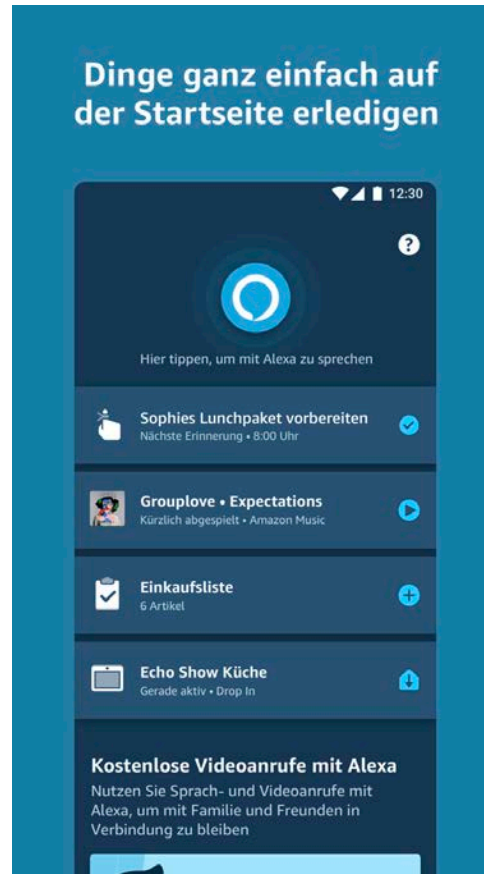 Dinge ganz einfach auf
der Startseite erledigen
12:30
?
Hier tippen, um mit Alexa zu sprechen
Sophies Lunchpaket vorbereiten
Nächste Erinnerung • 8:00 Uhr
Grouplove • Expectations
Kürzlich abgespielt • Amazon Music
Einkaufsliste
6 Artikel
Echo Show Küche
Gerade aktiv • Drop In
Kostenlose Videoanrufe mit Alexa
Nutzen Sie Sprach- und Videoanrufe mit
Alexa, um mit Familie und Freunden in
Verbindung zu bleiben